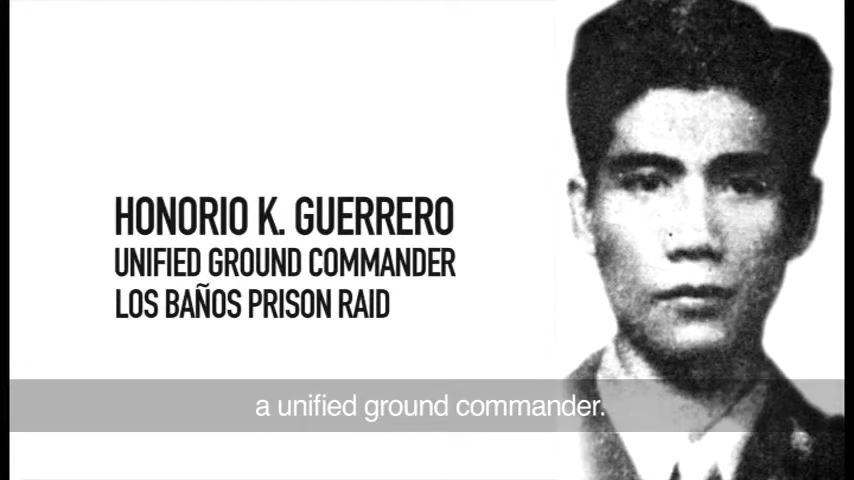 HONORIO K. GUERRERO
UNIFIED GROUND COMMANDER
LOS BAÑOS PRISON RAID
a unified ground commander.